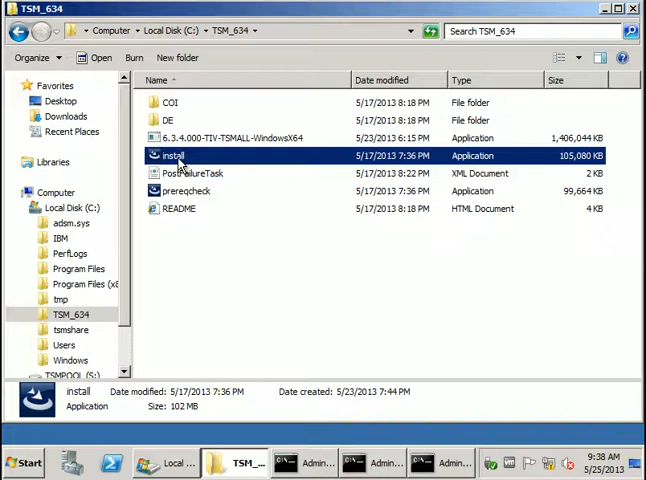 TSM_634
Computer ▸ Local Disk (C:) ▸ TSM_634 ▸
Search TSM_634
Organize Open Burn New folder
Name Date modified Type Size
Favorites
Desktop
Downloads
Recent Places
Libraries
Computer
Local Disk (C:)
adsm.sys
IBM
PerfLogs
Program Files
Program Files (x8
tmp
TSM_634
tsmshare
Users
Windows
TSMPOOL (S:)
COI 5/17/2013 8:18 PM File folder
DE 5/17/2013 8:18 PM File folder
6.3.4.000-TIV-TSMALL-WindowsX64 5/23/2013 6:15 PM Application 1,406,044 KB
install 5/17/2013 7:36 PM Application 105,080 KB
PostFailureTask 5/17/2013 8:22 PM XML Document 2 KB
prereqcheck 5/17/2013 7:36 PM Application 99,664 KB
README 5/17/2013 8:18 PM HTML Document 4 KB
install Date modified: 5/17/2013 7:36 PM Date created: 5/23/2013 7:44 PM
Application Size: 102 MB
Start Local ... TSM_... Admin... Admin... Admin... 9:38 AM
5/25/2013